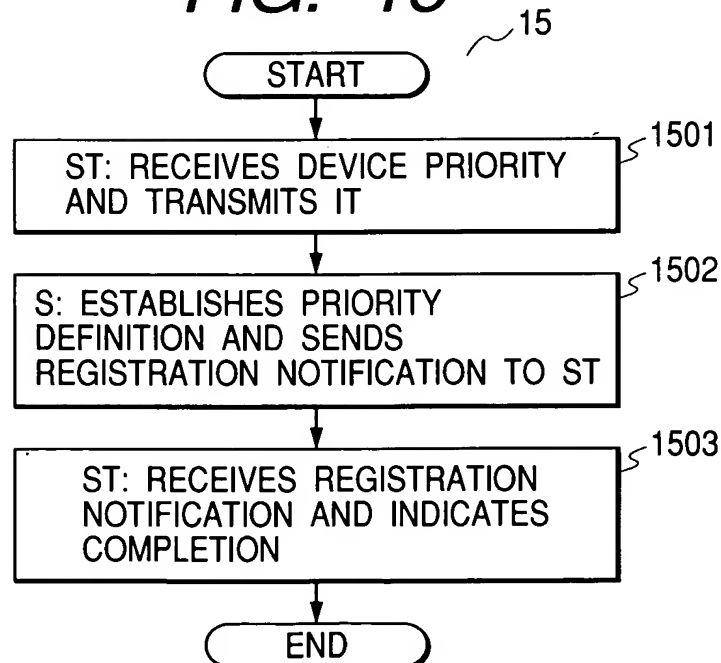 FIG.
15
START
1501
ST: RECEIVES DEVICE PRIORITY
AND TRANSMITS IT
1502
S: ESTABLISHES PRIORITY
DEFINITION AND SENDS
REGISTRATION NOTIFICATION TO ST
1503
ST: RECEIVES REGISTRATION
NOTIFICATION AND INDICATES
COMPLETION
END